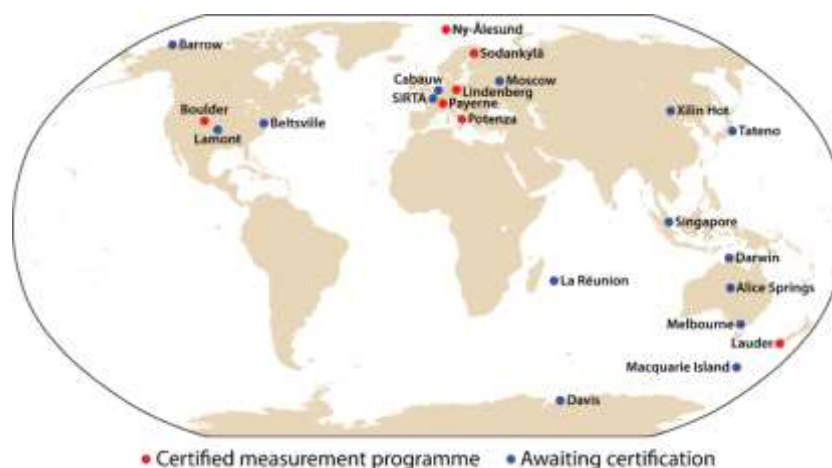 Ny-Ålesund
Barrow
Sodankylä
Cabauw
Moscow
Lindenberg
SIRTA
Payerne
Boulder
Xilin Hot
Potenza
Beltsville
Lamont
Tateno
Singapore
Darwin
La Réunion
Alice Springs
Melbourne
Lauder
Macquarie Island
Davis
Certified measurement programme
Awaiting certification